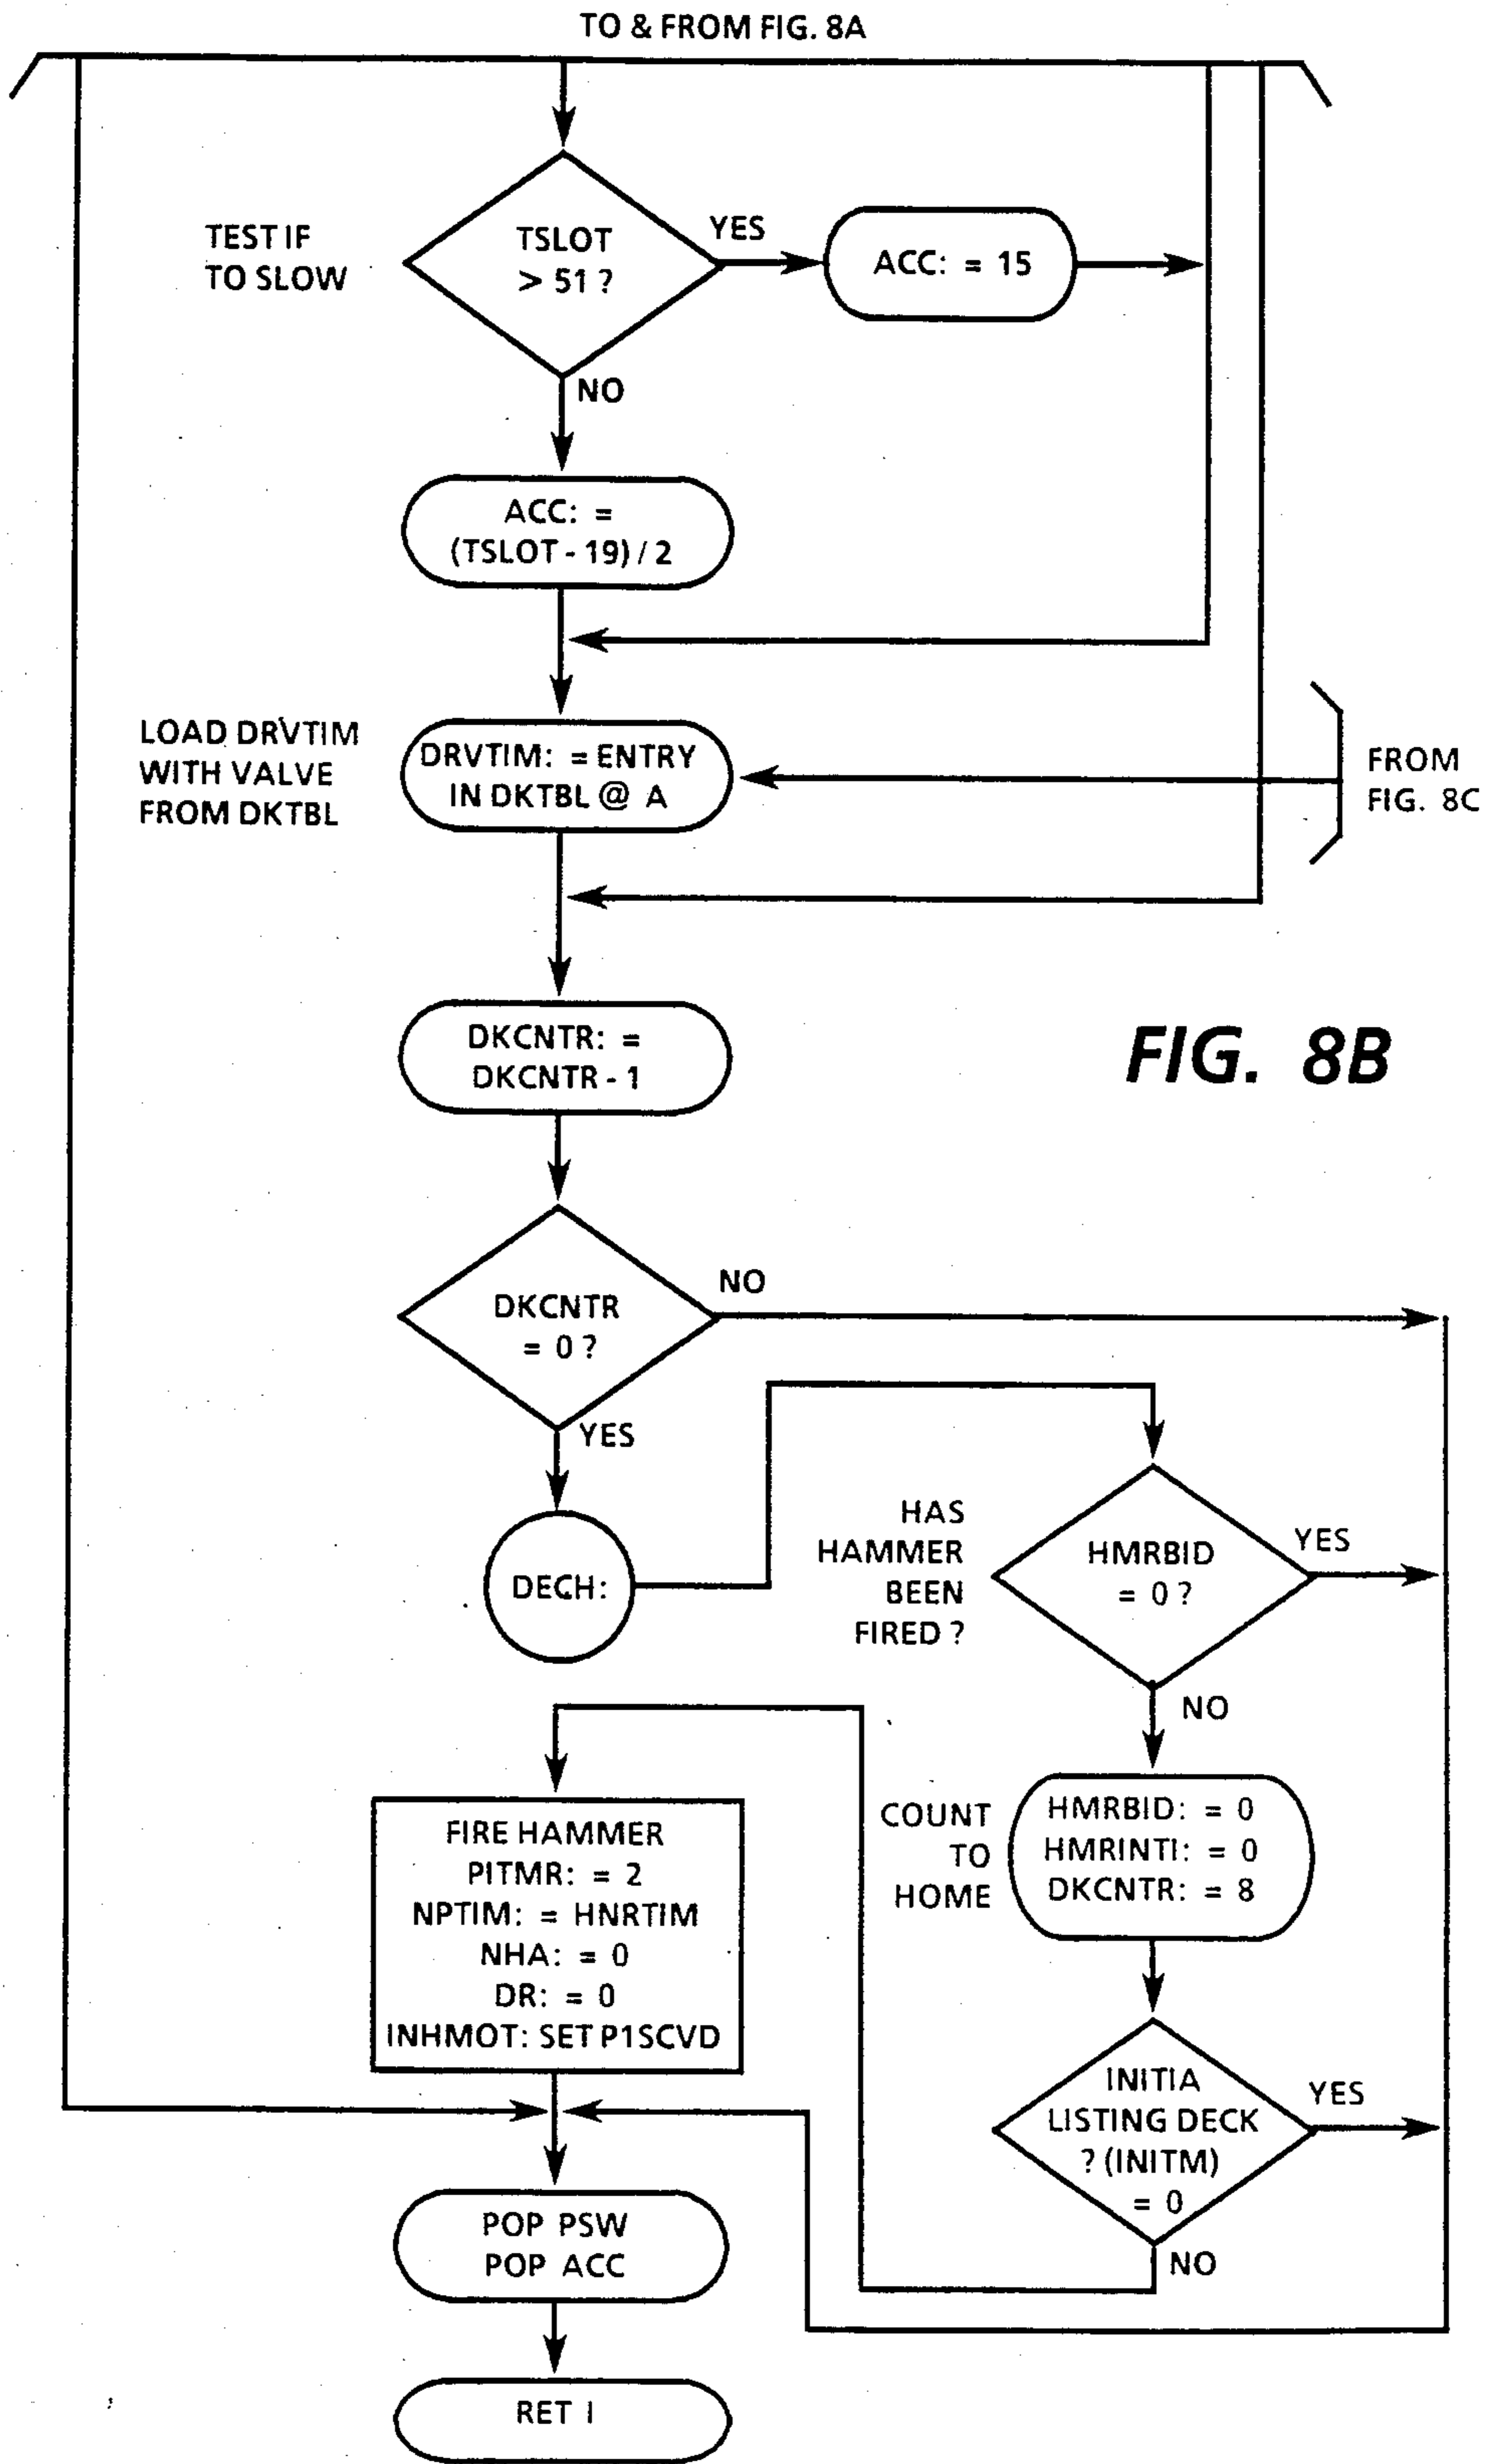 TO & FROM FIG. 8A
TEST IF
TO SLOW
TSLOT
> 51 ?
YES
ACC: = 15
NO
ACC: =
(TSLOT - 19) / 2
LOAD DRVTIM
WITH VALVE
FROM DKTBL
DRVTIM: = ENTRY
IN DKTBL @ A
FROM
FIG. 8C
DKCNTR: =
DKCNTR - 1
FIG. 8B
DKCNTR
= 0 ?
NO
YES
DECH:
HAS
HAMMER
BEEN
FIRED ?
HMRBID
= 0 ?
YES
NO
COUNT
TO
HOME
HMRBID: = 0
HMRINTI: = 0
DKCNTR: = 8
FIRE HAMMER
PITMR: = 2
NPTIM: = HNRTIM
NHA: = 0
DR: = 0
INHMOT: SET P1SCVD
INITIA
LISTING DECK
? (INITM)
= 0
YES
NO
POP PSW
POP ACC
RET I